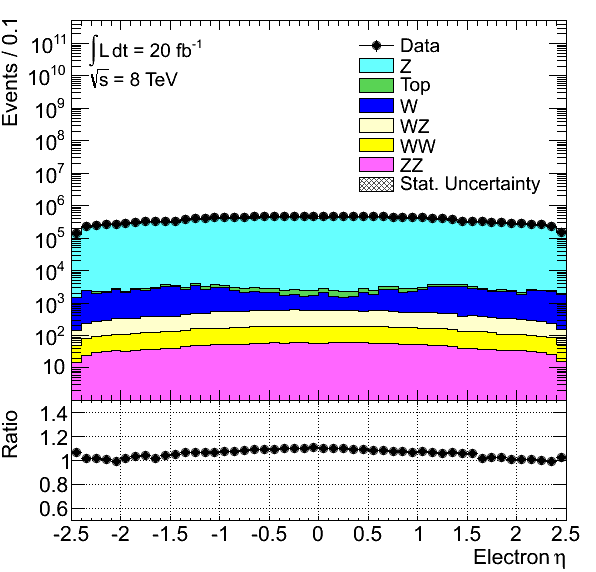 Events / 0.1
10¹¹
10¹⁰
10⁹
10⁸
10⁷
10⁶
10⁵
10⁴
10³
10²
10
∫L dt = 20 fb⁻¹
√s = 8 TeV
Data
Z
Top
W
WZ
WW
ZZ
Stat. Uncertainty
Ratio
1.4
1.2
1
0.8
0.6
-2.5 -2 -1.5 -1 -0.5 0 0.5 1 1.5 2 2.5
Electron η